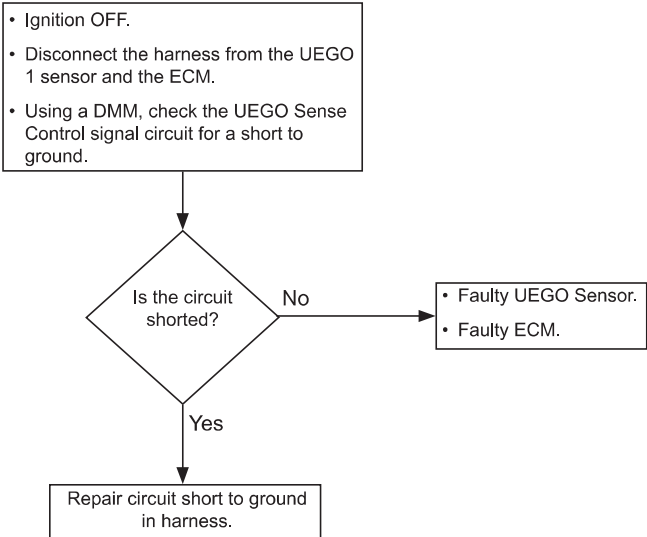 • Ignition OFF.
• Disconnect the harness from the UEGO
1 sensor and the ECM.
• Using a DMM, check the UEGO Sense
Control signal circuit for a short to
ground.
Is the circuit
shorted?
No
• Faulty UEGO Sensor.
• Faulty ECM.
Yes
Repair circuit short to ground
in harness.